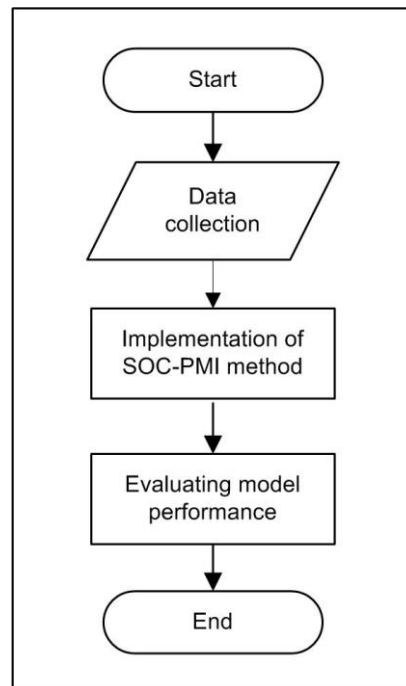 Start
Data
collection
Implementation of
SOC-PMI method
Evaluating model
performance
End